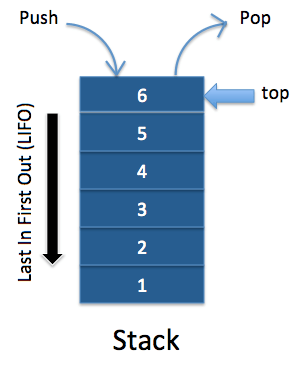 Push
Pop
6
top
5
4
3
2
1
Last In First Out (LIFO)
Stack